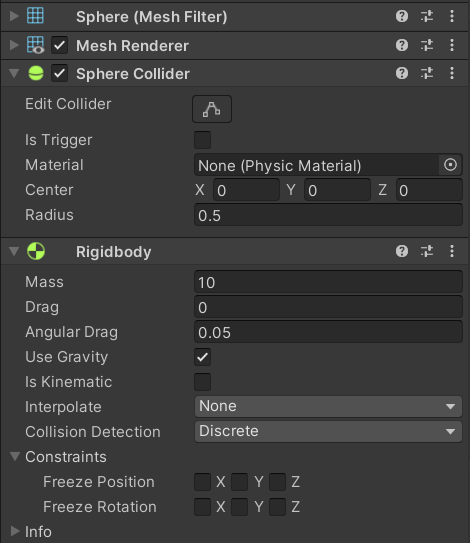 Sphere (Mesh Filter)
Mesh Renderer
Sphere Collider
Edit Collider
Is Trigger
Material None (Physic Material)
Center X 0 Y 0 Z 0
Radius 0.5
Rigidbody
Mass 10
Drag 0
Angular Drag 0.05
Use Gravity
Is Kinematic
Interpolate None
Collision Detection Discrete
Constraints
Freeze Position X Y Z
Freeze Rotation X Y Z
Info